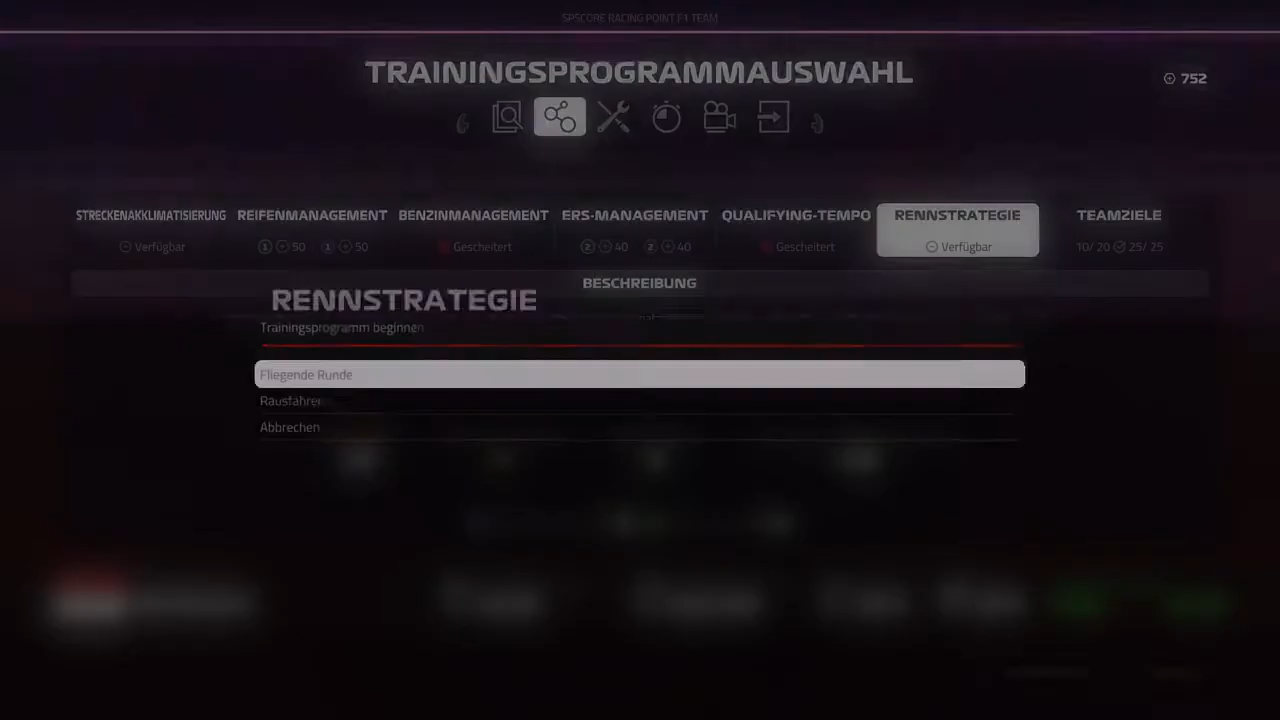 SPSCORE RACING POINT F1 TEAM
TRAININGSPROGRAMMAUSWAHL
752
STRECKENAKKLIMATISIERUNG REIFENMANAGEMENT BENZINMANAGEMENT ERS-MANAGEMENT QUALIFYING-TEMPO RENNSTRATEGIE TEAMZIELE
Verfügbar 1 50 1 50 Gescheitert 2 40 2 40 Gescheitert Verfügbar 10/ 20 25/ 25
BESCHREIBUNG
RENNSTRATEGIE
Trainingsprogramm beginnen
Fliegende Runde
Rausfahren
Abbrechen